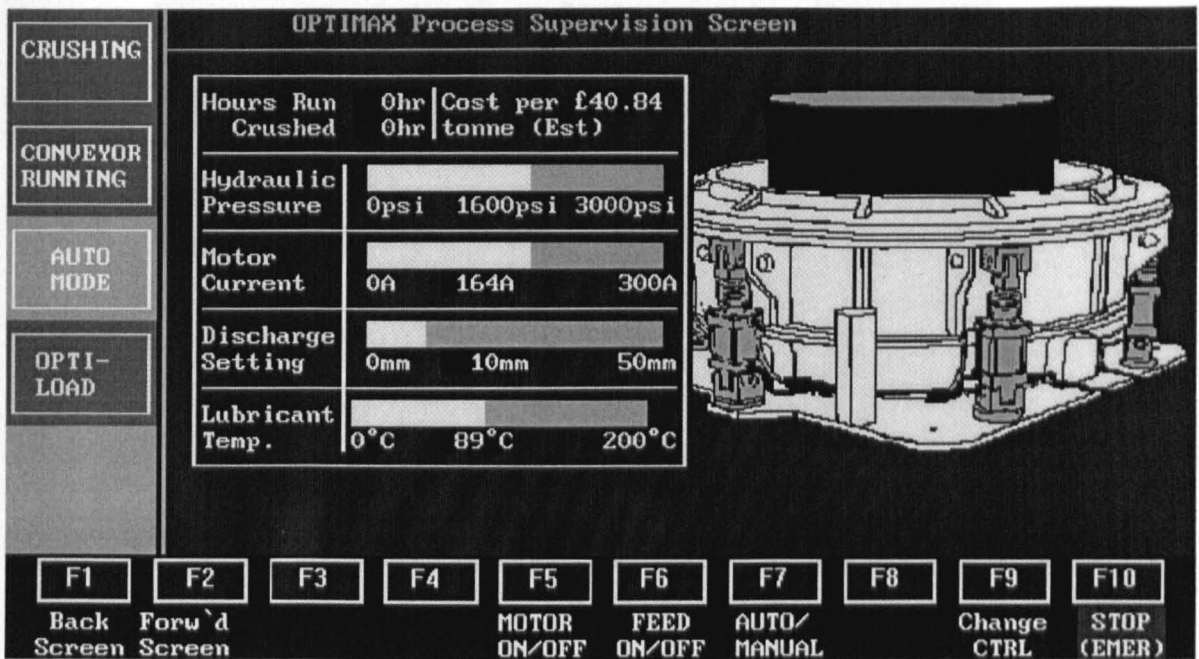 OPTIMAX Process Supervision Screen
CRUSHING
CONVEYOR
RUNNING
AUTO
MODE
OPTI-
LOAD
Hours Run 0hr Cost per £40.84
Crushed 0hr tonne (Est)
Hydraulic
Pressure 0psi 1600psi 3000psi
Motor
Current 0A 164A 300A
Discharge
Setting 0mm 10mm 50mm
Lubricant
Temp. 0°C 89°C 200°C
F1 F2 F3 F4 F5 F6 F7 F8 F9 F10
Back Forw`d MOTOR FEED AUTO/ Change STOP
Screen Screen ON/OFF ON/OFF MANUAL CTRL (EMER)